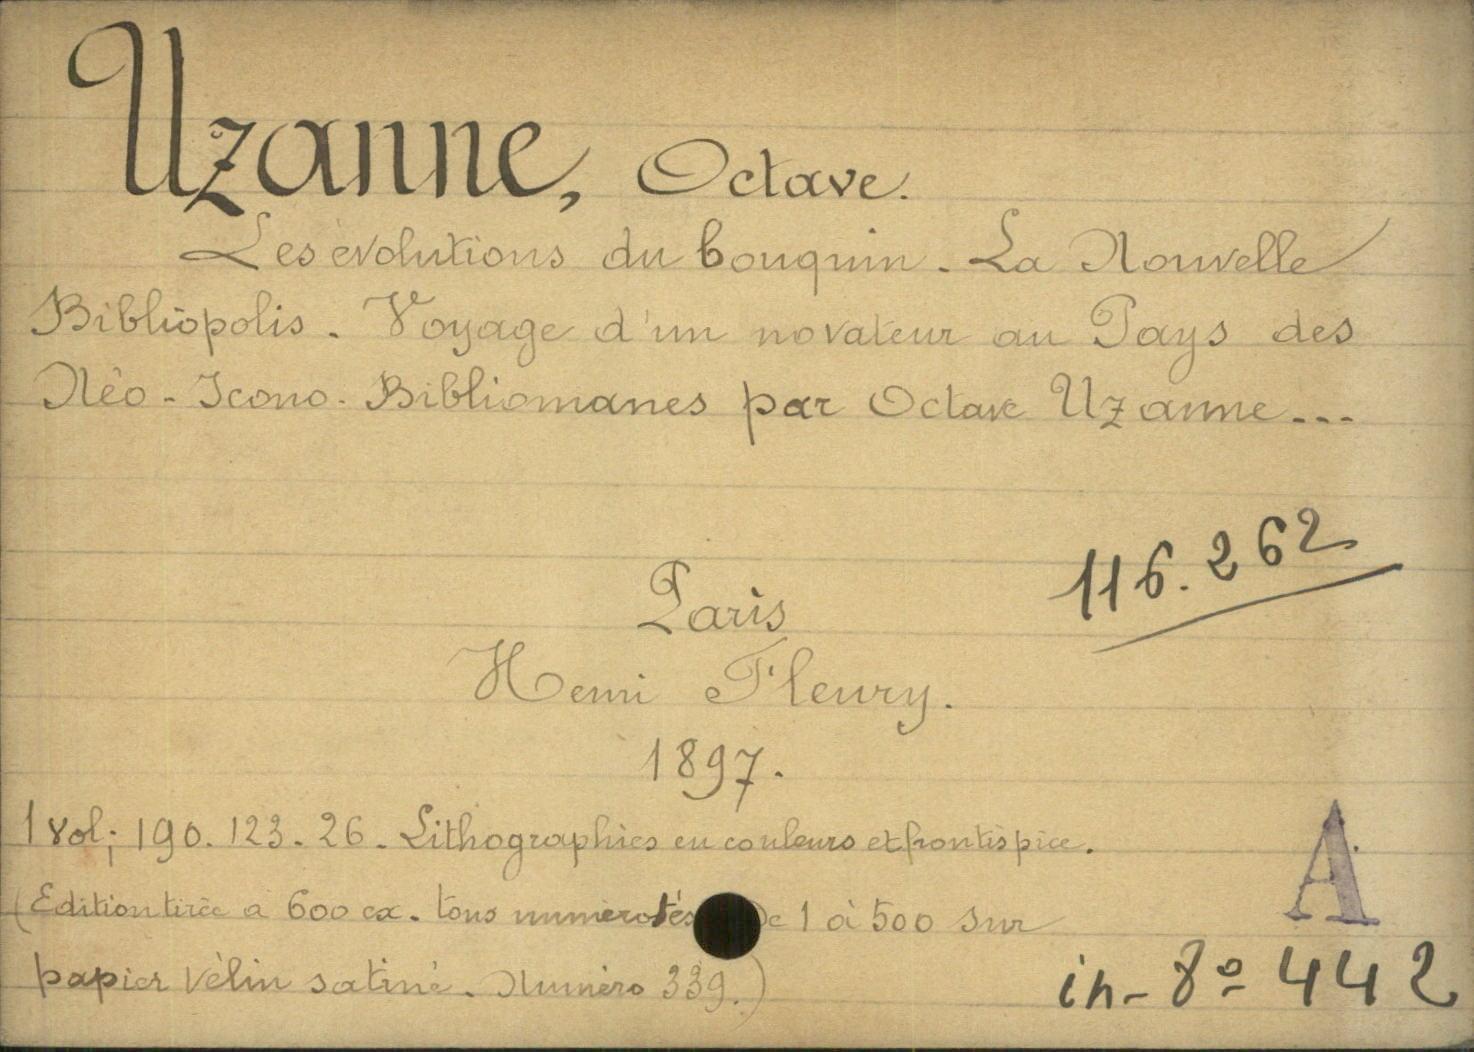 Uzanne, Octave.
Les évolutions du bouquin. La Nouvelle
Bibliopolis. Voyage d'un novateur au Pays des
Néo-Icono-Bibliomanes par Octave Uzanne...
116.262
Paris
Henri Fleury.
1897.
1 vol; 190. 123. 26. Lithographies en couleurs et frontispice.
(Edition tirée à 600 ex. tous numérotés De 1 à 500 sur
papier vélin satiné. Numéro 339.)
A
in-8º 442